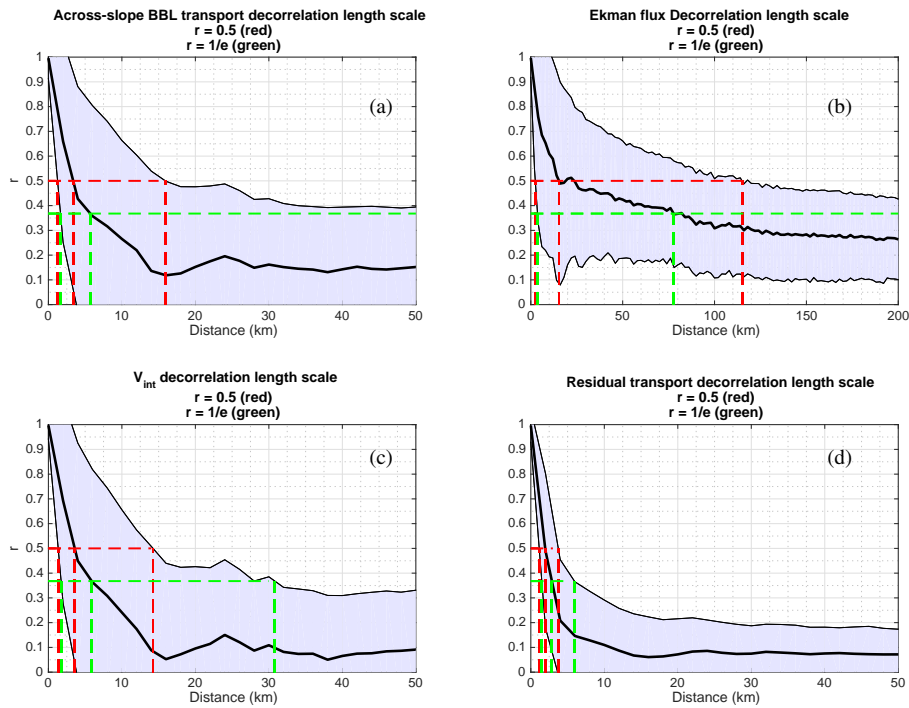 Across-slope BBL transport decorrelation length scale
r = 0.5 (red)
r = 1/e (green)
1
0.9
0.8
0.7
0.6
0.5
0.4
0.3
0.2
0.1
0
r
(a)
0 10 20 30 40 50
Distance (km)
Ekman flux Decorrelation length scale
r = 0.5 (red)
r = 1/e (green)
1
0.9
0.8
0.7
0.6
0.5
0.4
0.3
0.2
0.1
0
r
(b)
0 50 100 150 200
Distance (km)
V_int decorrelation length scale
r = 0.5 (red)
r = 1/e (green)
1
0.9
0.8
0.7
0.6
0.5
0.4
0.3
0.2
0.1
0
r
(c)
0 10 20 30 40 50
Distance (km)
Residual transport decorrelation length scale
r = 0.5 (red)
r = 1/e (green)
1
0.9
0.8
0.7
0.6
0.5
0.4
0.3
0.2
0.1
0
r
(d)
0 10 20 30 40 50
Distance (km)